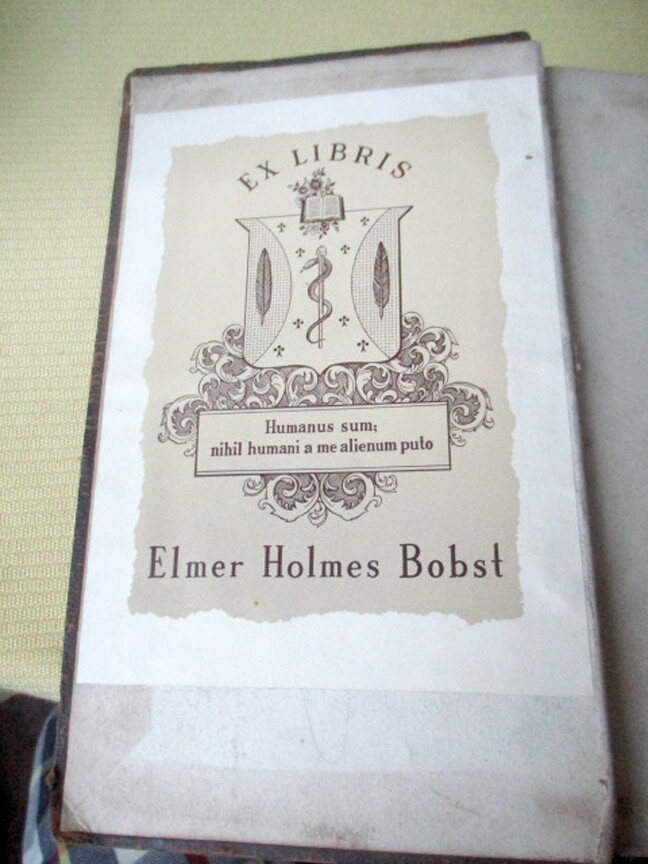 EX LIBRIS
Humanus sum;
nihil humani a me alienum puto
Elmer Holmes Bobst